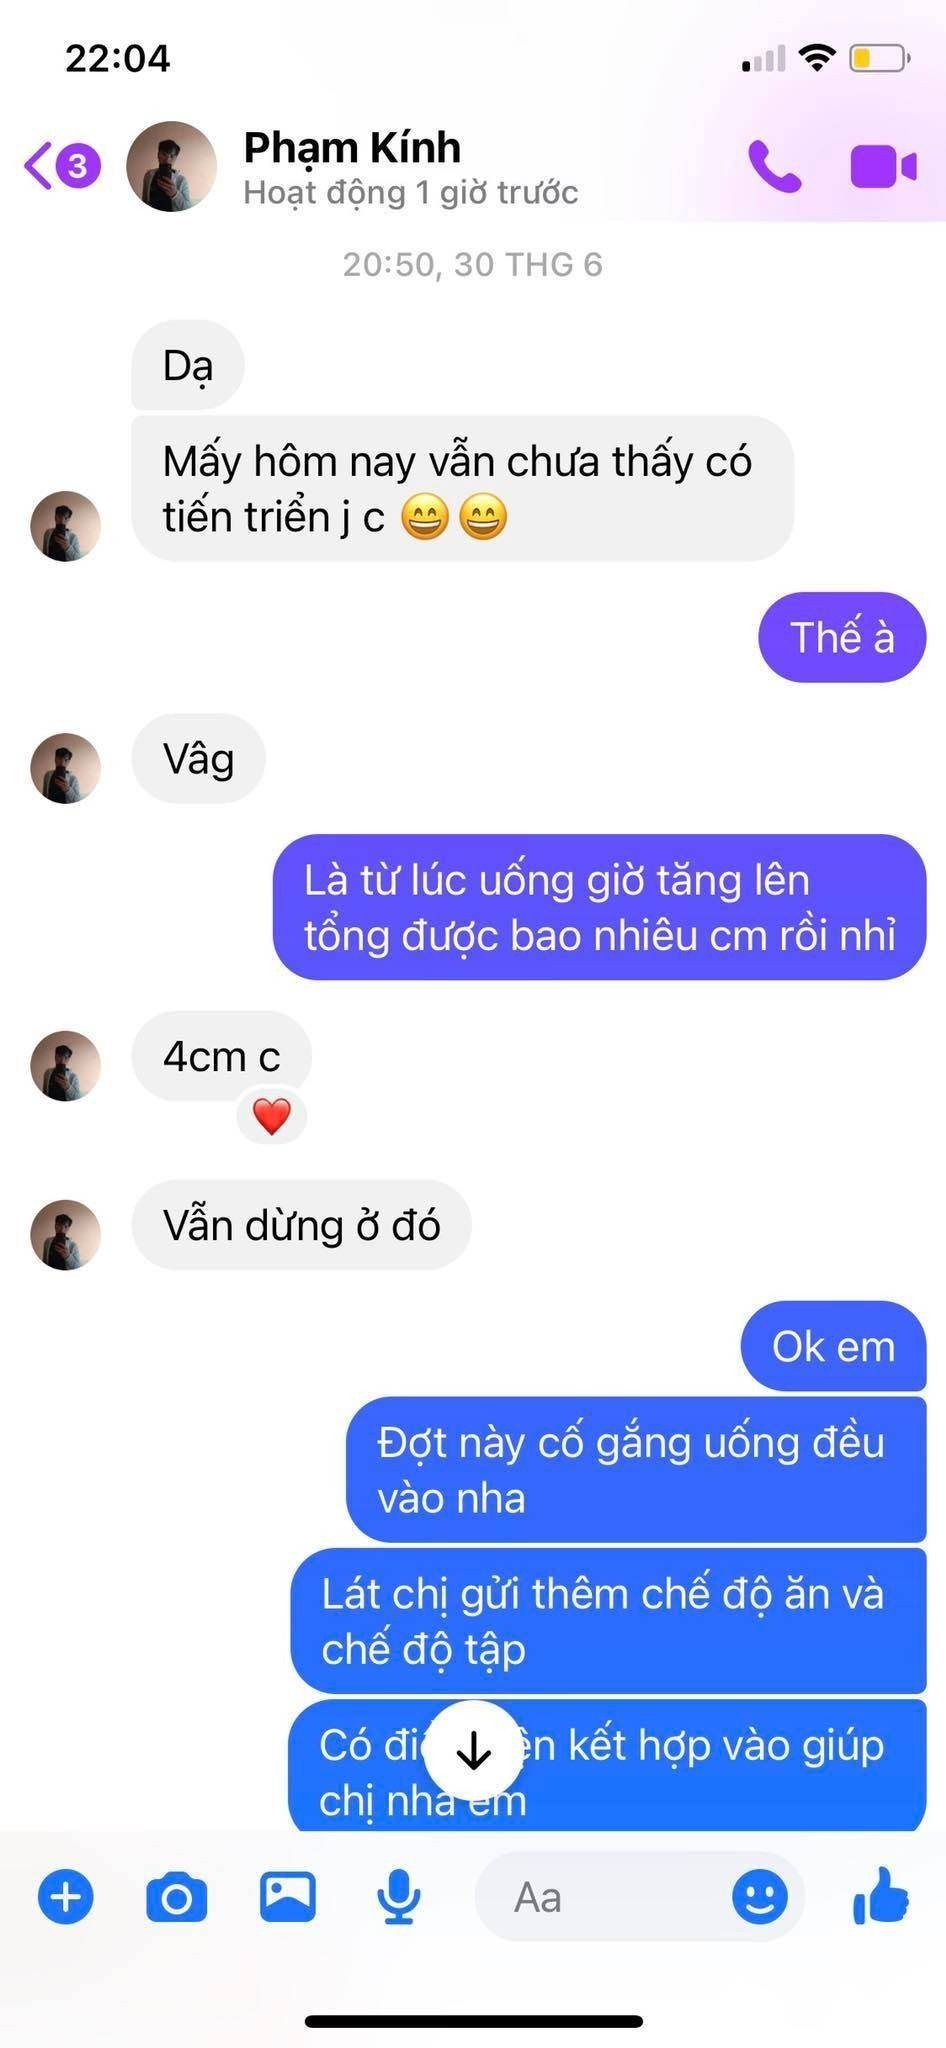 22:04
3
Phạm Kính
Hoạt động 1 giờ trước
20:50, 30 THG 6
Dạ
Mấy hôm nay vẫn chưa thấy có
tiến triển j c 😄😄
Thế à
Vâg
Là từ lúc uống giờ tăng lên
tổng được bao nhiêu cm rồi nhỉ
4cm c
Vẫn dừng ở đó
Ok em
Đợt này cố gắng uống đều
vào nha
Lát chị gửi thêm chế độ ăn và
chế độ tập
Có kết hợp vào giúp
chị nha em
Aa